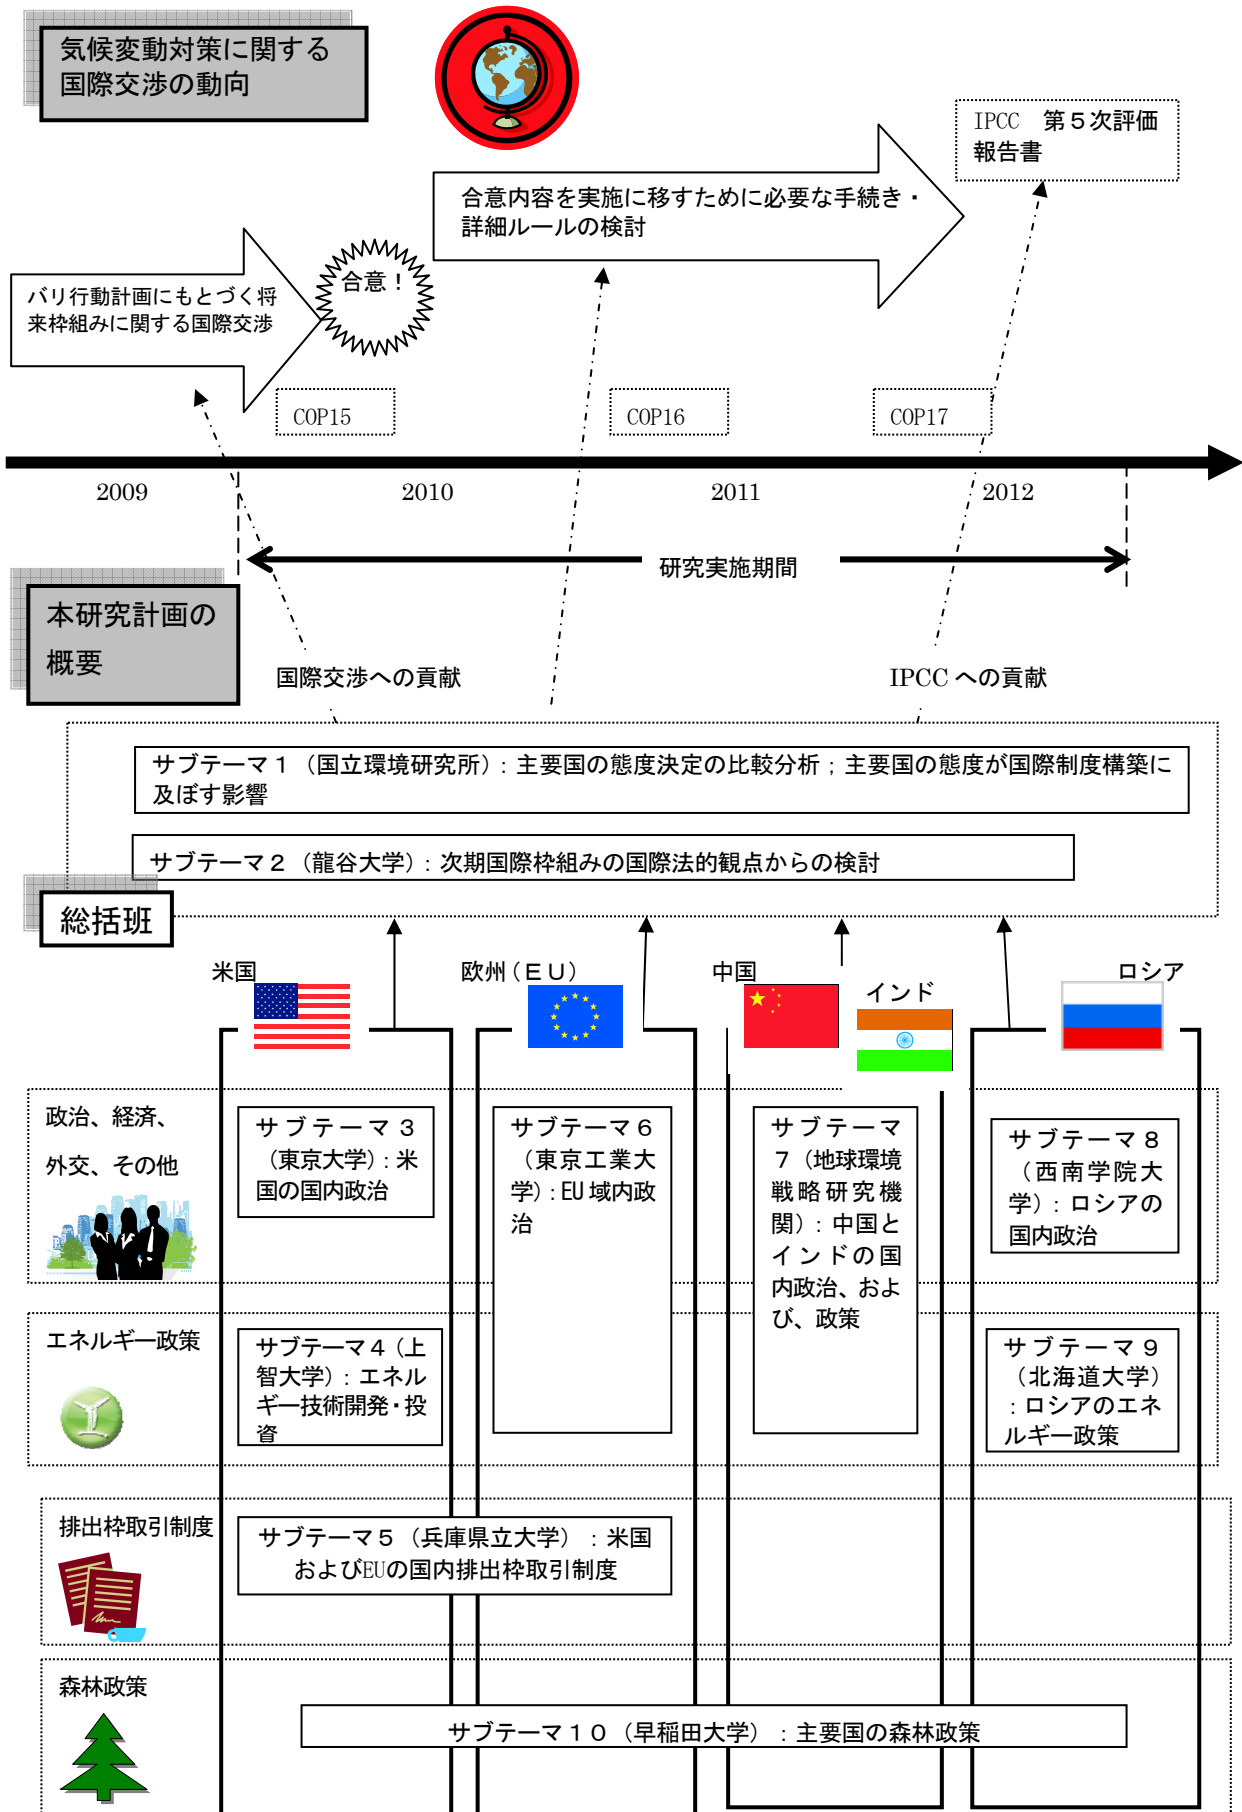 気候変動対策に関する
国際交渉の動向
IPCC 第５次評価
報告書
合意内容を実施に移すために必要な手続き・
詳細ルールの検討
合意！
バリ行動計画にもとづく将
来枠組みに関する国際交渉
COP15
COP16
COP17
2009
2010
2011
2012
研究実施期間
本研究計画の
概要
国際交渉への貢献
IPCC への貢献
サブテーマ１（国立環境研究所）：主要国の態度決定の比較分析；主要国の態度が国際制度構築に
及ぼす影響
サブテーマ２（龍谷大学）：次期国際枠組みの国際法的観点からの検討
総括班
米国
欧州（ＥＵ）
中国
インド
ロシア
政治、経済、
外交、その他
サブテーマ３
（東京大学）：米
国の国内政治
サブテーマ６
（東京工業大
学）：EU 域内政
治
サブテーマ
７（地球環境
戦略研究機
関）：中国と
インドの国
内政治、およ
び、政策
サブテーマ８
（西南学院大
学）：ロシアの
国内政治
エネルギー政策
サブテーマ４（上
智大学）：エネル
ギー技術開発・投
資
サブテーマ９
（北海道大学）
：ロシアのエネ
ルギー政策
排出枠取引制度
サブテーマ５（兵庫県立大学）：米国
およびEUの国内排出枠取引制度
森林政策
サブテーマ１０（早稲田大学）：主要国の森林政策